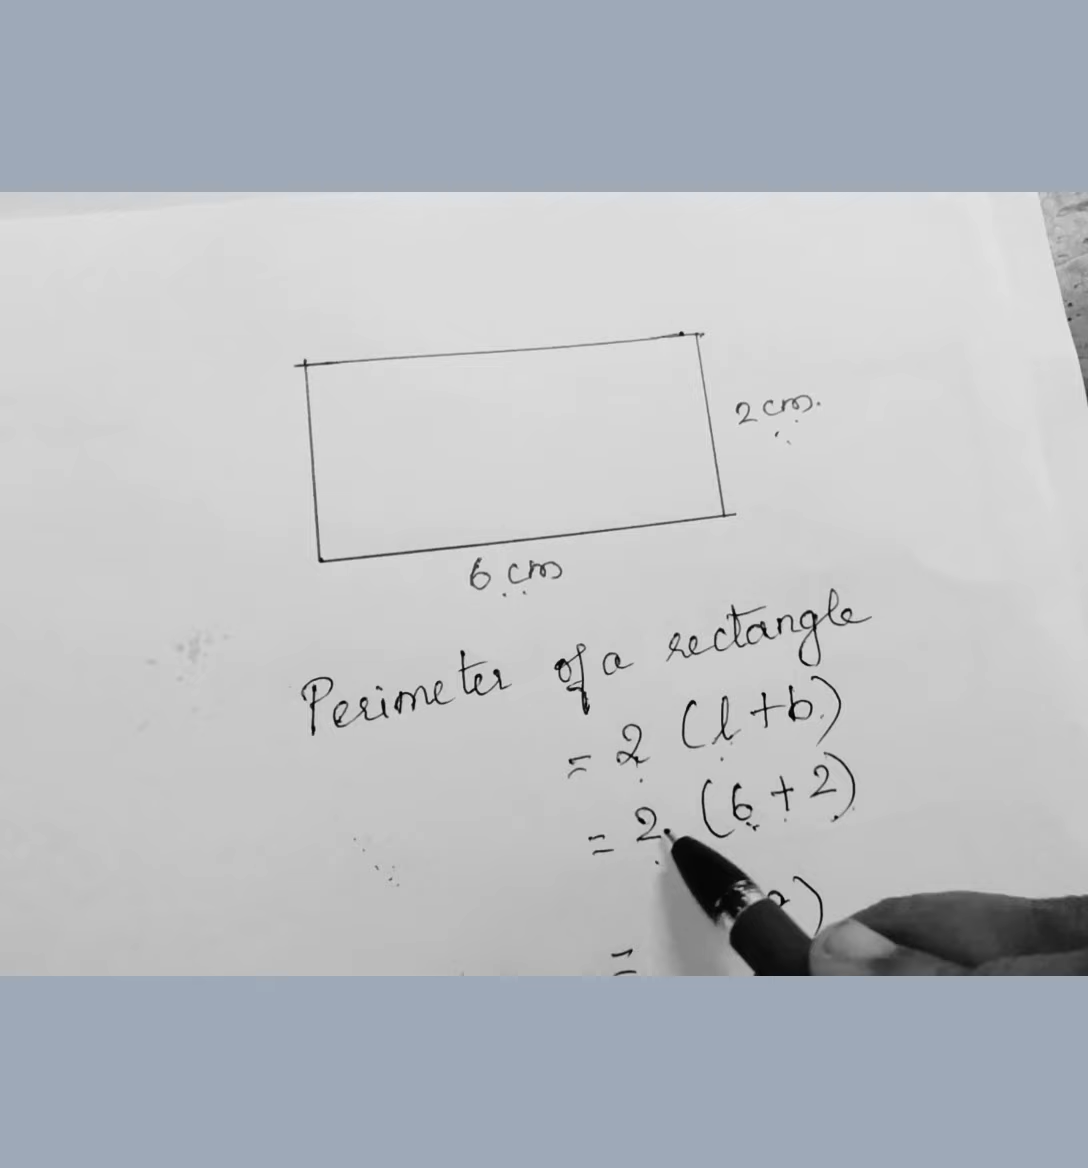 2 cm.
6 cm
Perimeter of a rectangle
= 2 (l+b)
= 2 (6 + 2)
)
=